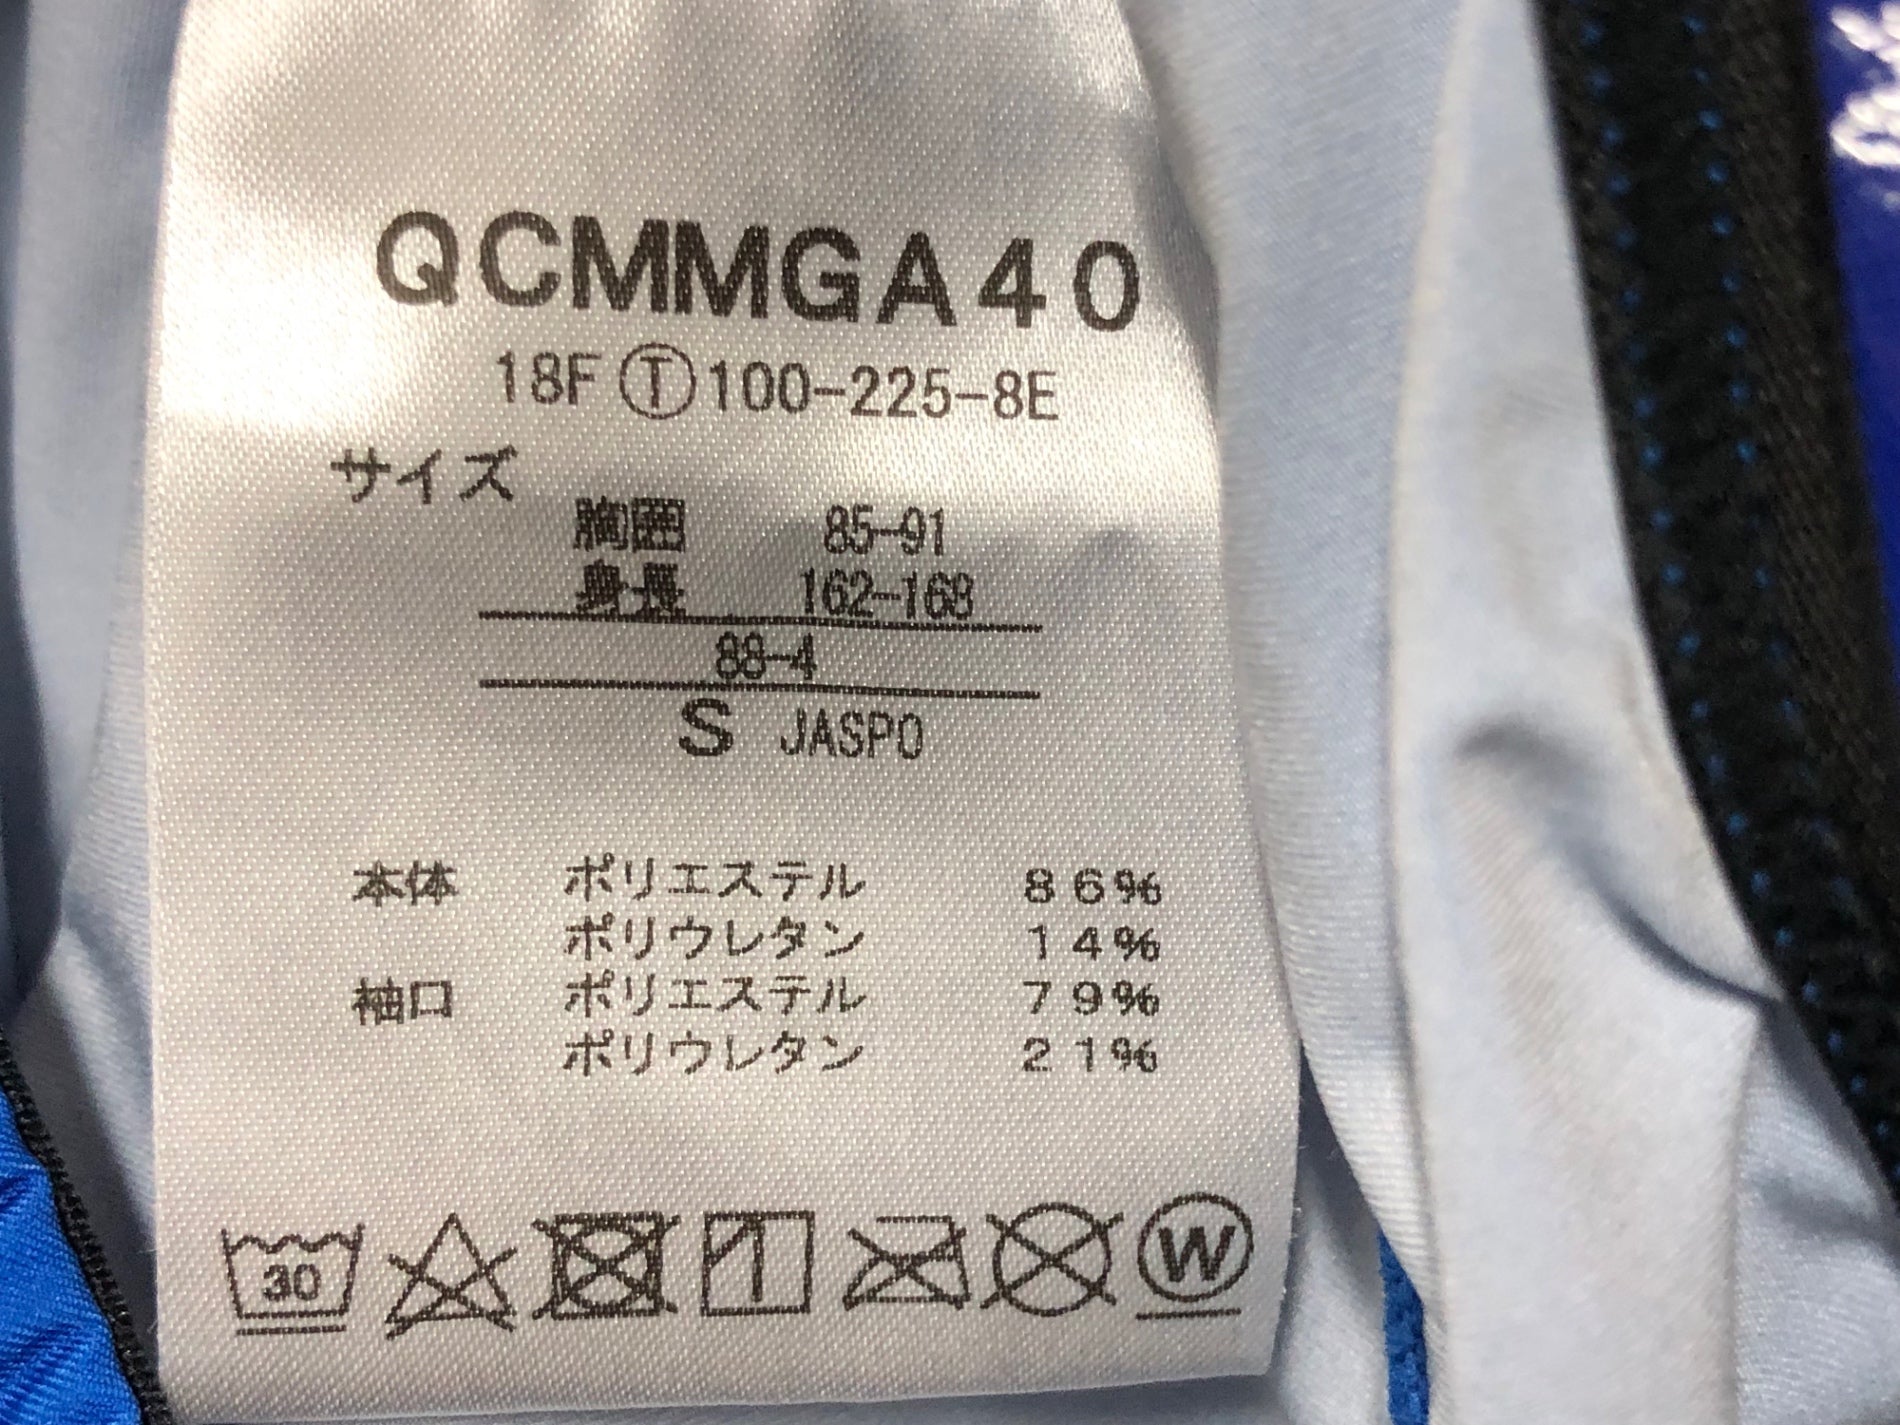 QCMMGA40
18F Ⓣ 100-225-8E
サイズ
胸囲 85-91
身長 162-168
88-4
S JASPO
本体 ポリエステル 86%
ポリウレタン 14%
袖口 ポリエステル 79%
ポリウレタン 21%
30 W